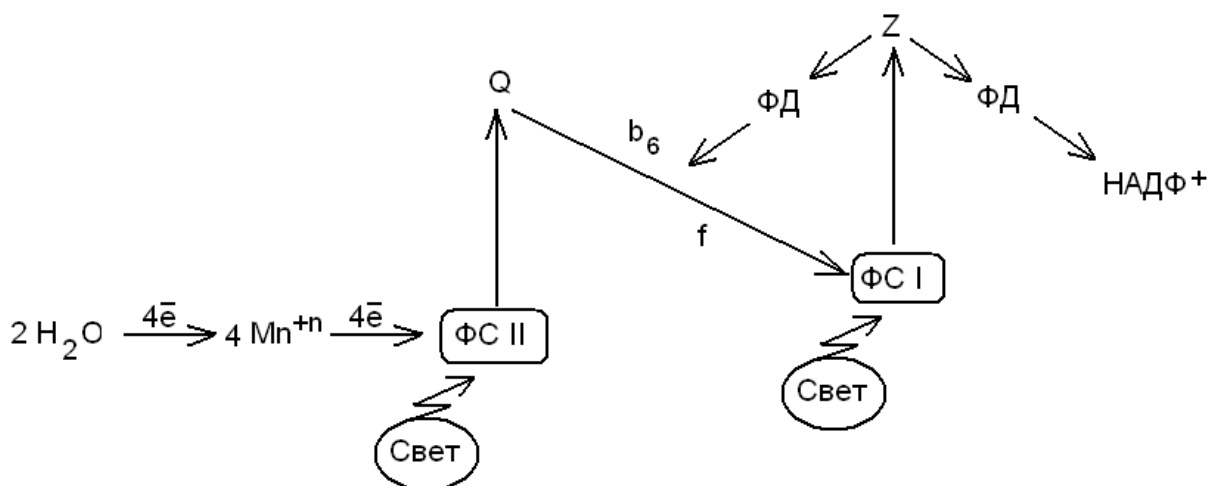 Z
Q
ФД
ФД
b6
НАДФ+
f
ФС I
2 H2O 4ē 4 Mn+n 4ē ФС II
Свет
Свет